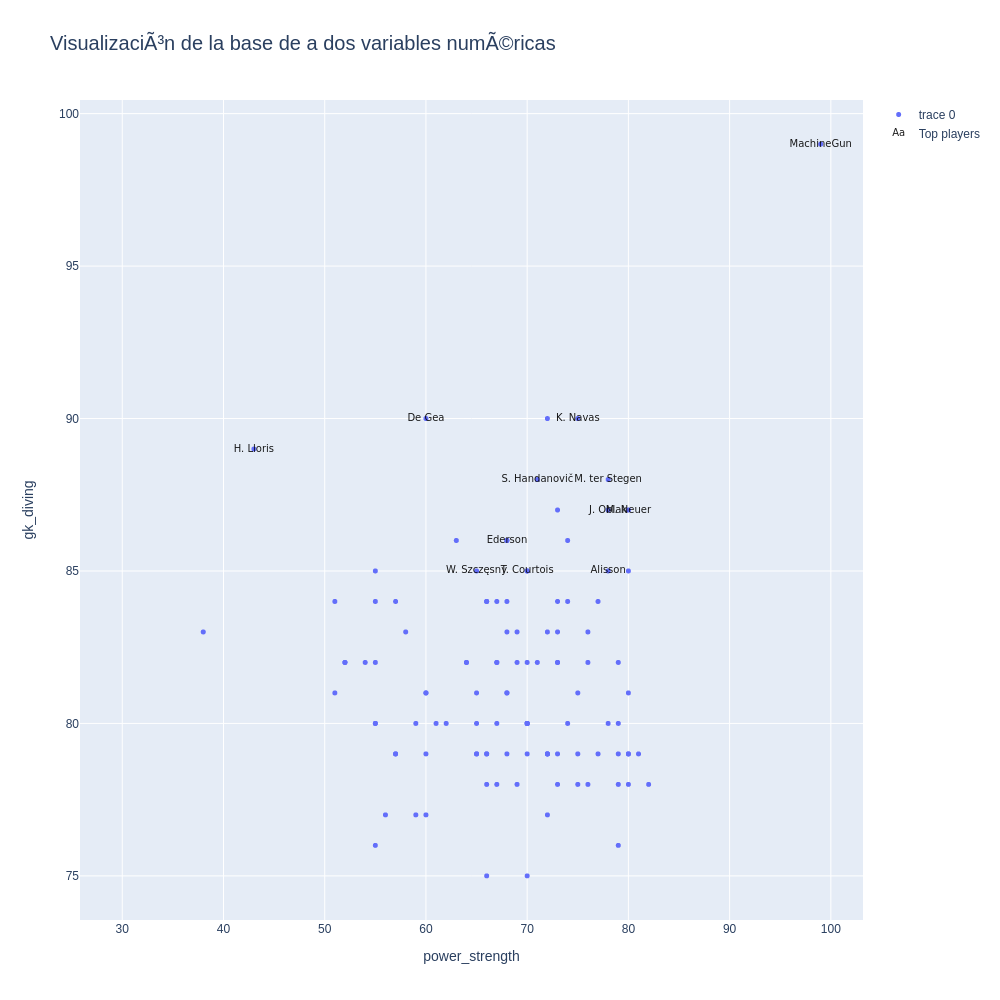 VisualizaciÃ³n de la base de a dos variables numÃ©ricas
trace 0
Aa Top players
100
95
90
85
80
75
gk_diving
MachineGun
De Gea
K. Navas
H. Lloris
S. Handanovič
M. ter Stegen
J. Oblak
M. Neuer
Ederson
W. Szczęsny
T. Courtois
Alisson
30 40 50 60 70 80 90 100
power_strength